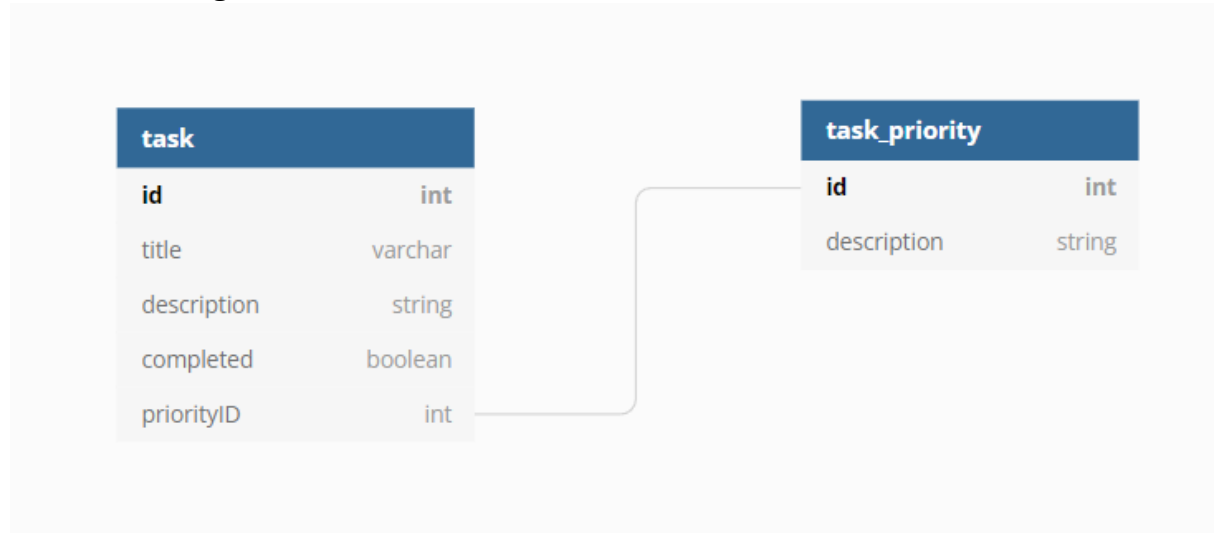 task
id int
title varchar
description string
completed boolean
priorityID int
task_priority
id int
description string